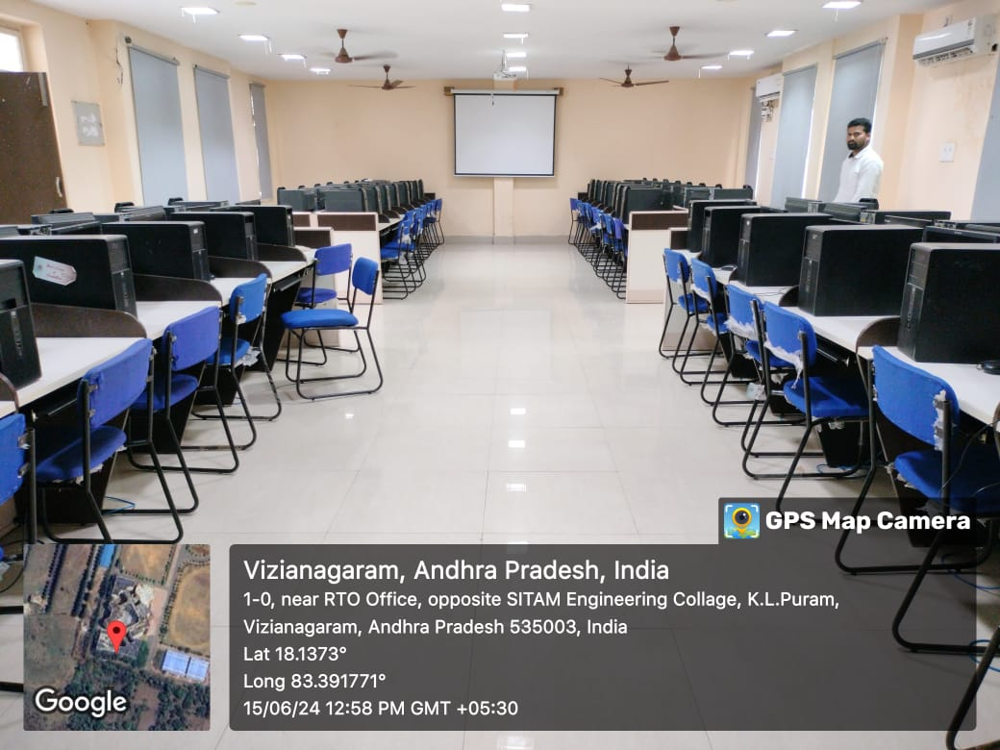 GPS Map Camera
Vizianagaram, Andhra Pradesh, India
1-0, near RTO Office, opposite SITAM Engineering Collage, K.L.Puram,
Vizianagaram, Andhra Pradesh 535003, India
Lat 18.1373°
Long 83.391771°
15/06/24 12:58 PM GMT +05:30
Google